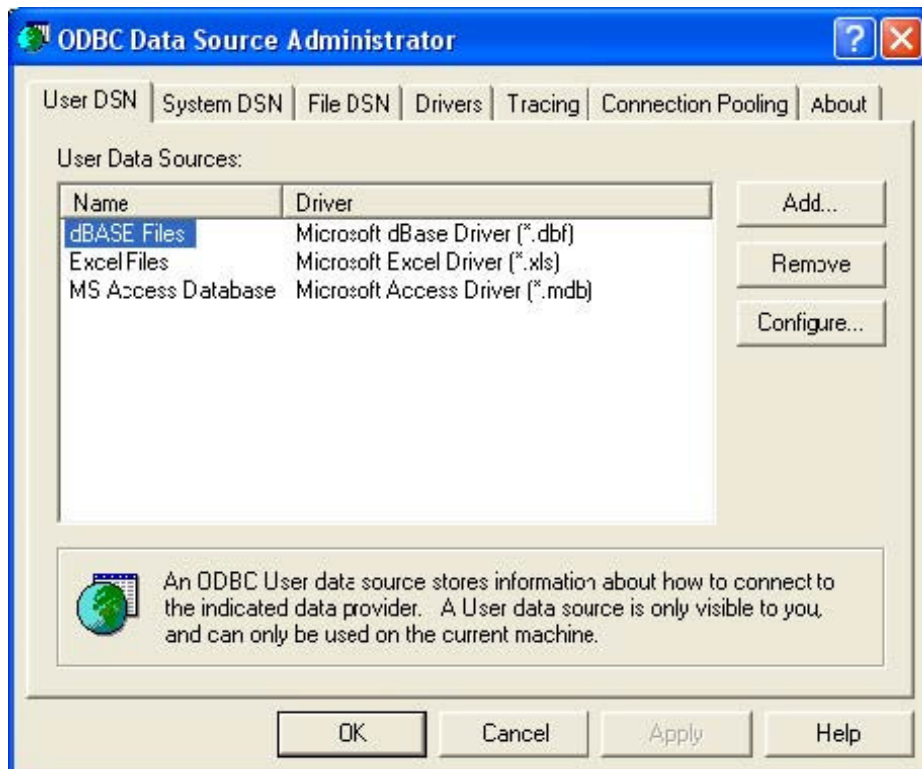 ODBC Data Source Administrator
User DSN System DSN File DSN Drivers Tracing Connection Pooling About
User Data Sources:
Name Driver
dBASE Files Microsoft dBase Driver (*.dbf)
Excel Files Microsoft Excel Driver (*.xls)
MS Access Database Microsoft Access Driver (*.mdb)
Add...
Remove
Configure...
An ODBC User data source stores information about how to connect to
the indicated data provider. A User data source is only visible to you,
and can only be used on the current machine.
OK Cancel Apply Help